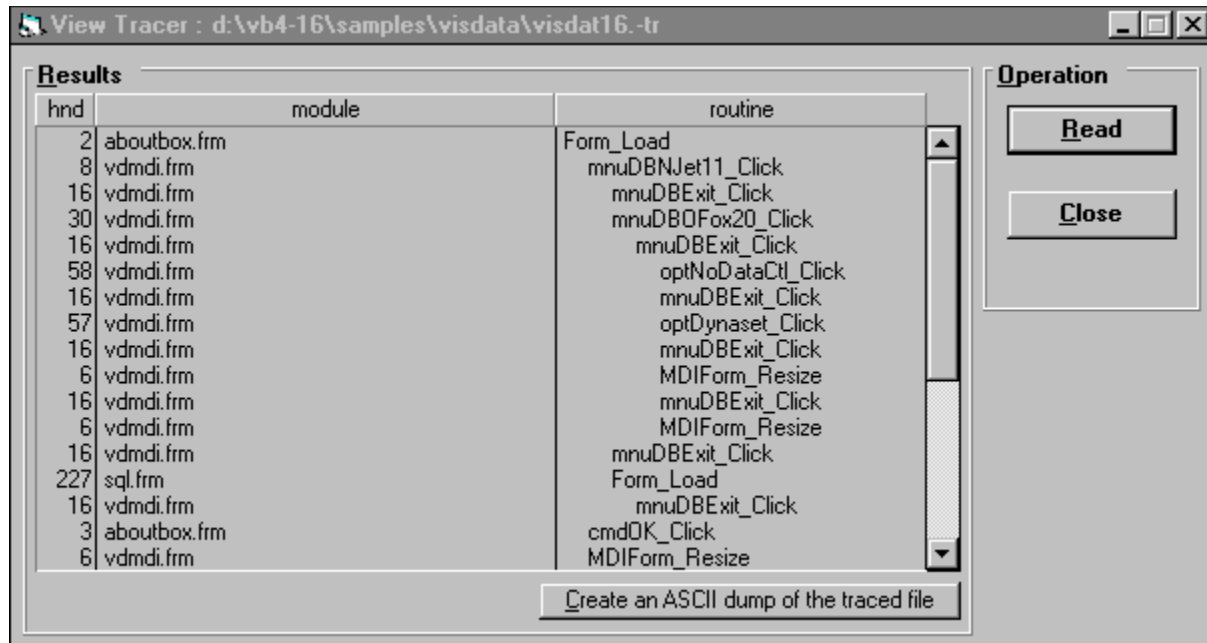 View Tracer : d:\vb4-16\samples\visdata\visdat16.-tr
Results
hnd module routine
2 aboutbox.frm Form_Load
8 vdmdi.frm mnuDBNJet11_Click
16 vdmdi.frm mnuDBExit_Click
30 vdmdi.frm mnuDBOFox20_Click
16 vdmdi.frm mnuDBExit_Click
58 vdmdi.frm optNoDataCtl_Click
16 vdmdi.frm mnuDBExit_Click
57 vdmdi.frm optDynaset_Click
16 vdmdi.frm mnuDBExit_Click
6 vdmdi.frm MDIForm_Resize
16 vdmdi.frm mnuDBExit_Click
6 vdmdi.frm MDIForm_Resize
16 vdmdi.frm mnuDBExit_Click
227 sql.frm Form_Load
16 vdmdi.frm mnuDBExit_Click
3 aboutbox.frm cmdOK_Click
6 vdmdi.frm MDIForm_Resize
Create an ASCII dump of the traced file
Operation
Read
Close